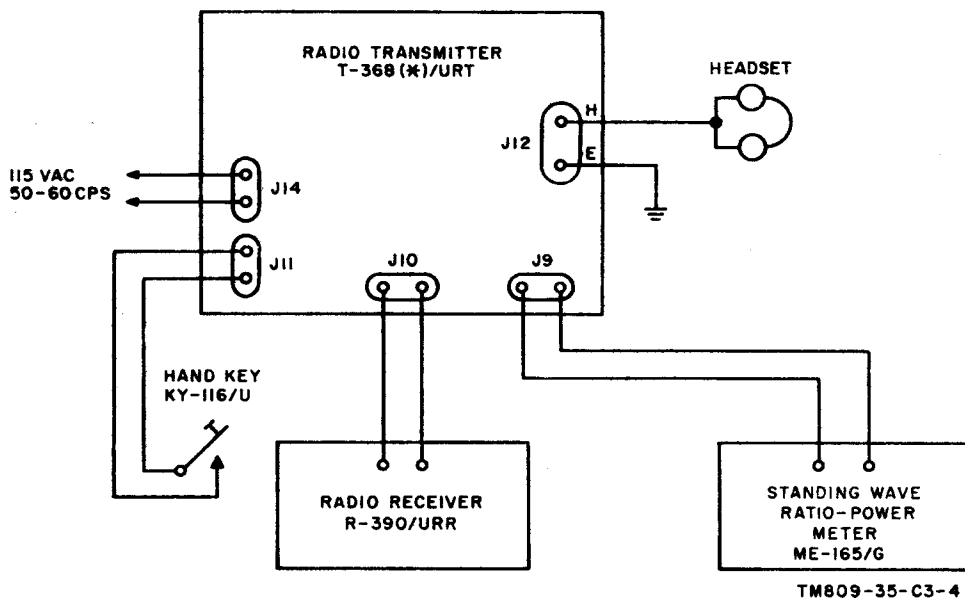 RADIO TRANSMITTER
T-368(*)/URT
HEADSET
H
J12
E
115 VAC
50-60 CPS
J14
J11
J10
J9
HAND KEY
KY-116/U
RADIO RECEIVER
R-390/URR
STANDING WAVE
RATIO-POWER
METER
ME-165/G
TM809-35-C3-4